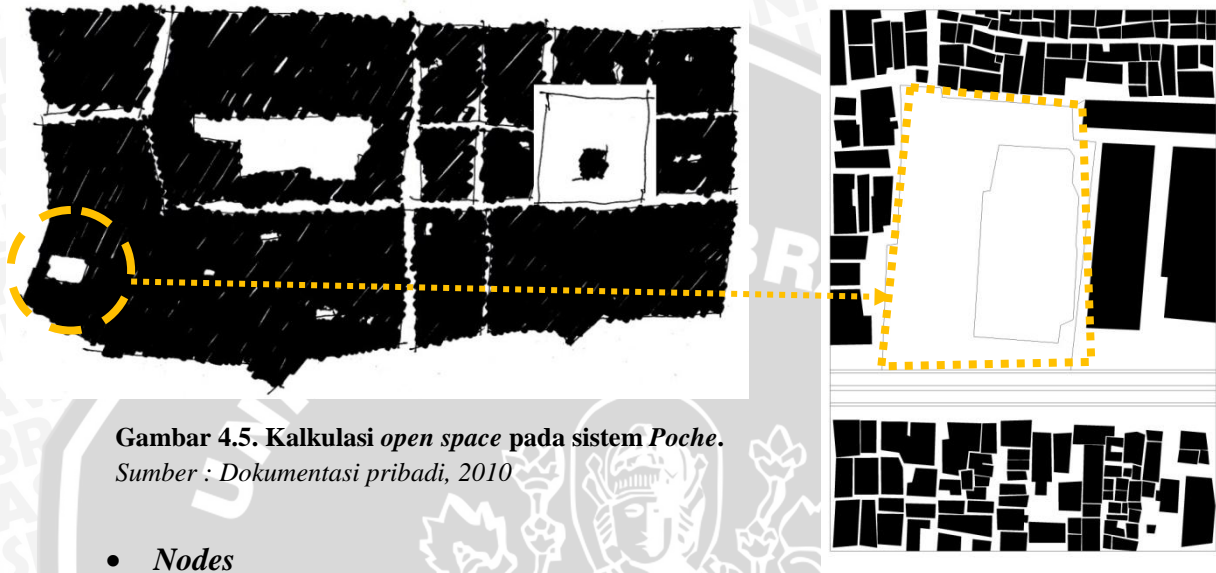 Gambar 4.5. Kalkulasi open space pada sistem Poche.
Sumber : Dokumentasi pribadi, 2010
• Nodes